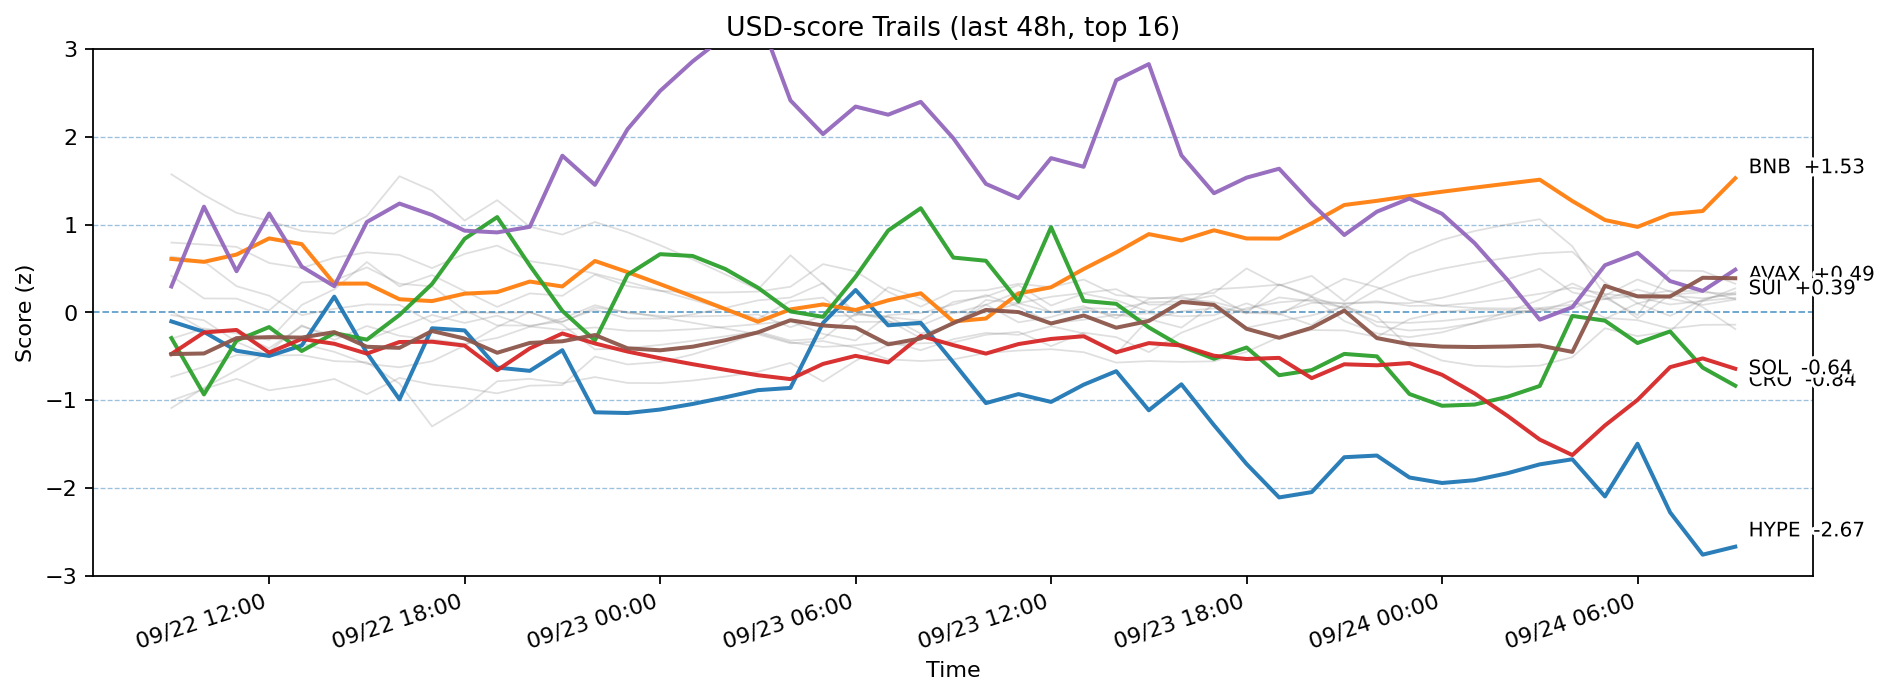 USD-score Trails (last 48h, top 16)
Score (z)
3
2
1
0
−1
−2
−3
BNB +1.53
AVAX +0.49
SUI +0.39
SOL -0.64
CRO -0.84
HYPE -2.67
09/22 12:00
09/22 18:00
09/23 00:00
09/23 06:00
09/23 12:00
09/23 18:00
09/24 00:00
09/24 06:00
Time